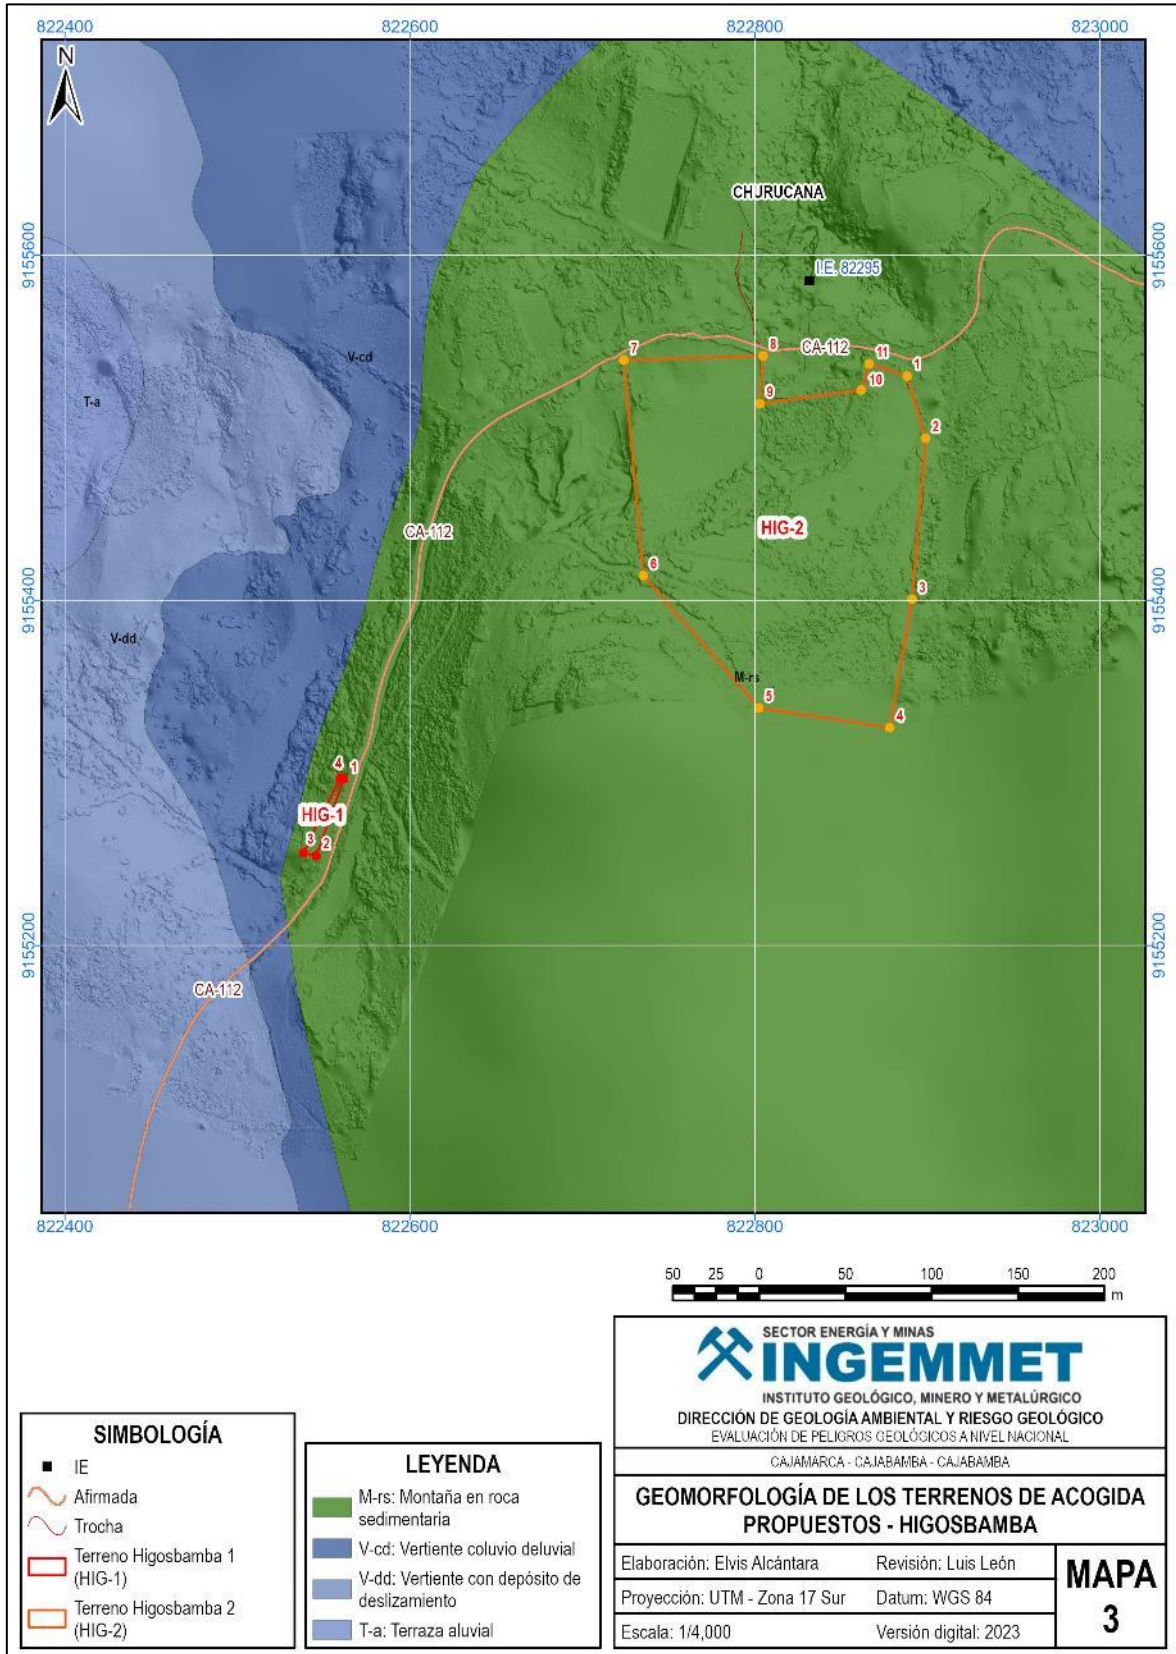 822400 822600 822800 823000
N
CHURUCANA
9155600 9155600
I.E. 82295
V-cd
CA-112
7 8 11 1
10
9
T-a
2
CA-112
HIG-2
6
3
9155400 9155400
V-dd
M-rs
5
4
4 1
HIG-1
3 2
9155200 9155200
CA-112
822400 822600 822800 823000
50 25 0 50 100 150 200
m
SECTOR ENERGÍA Y MINAS
INGEMMET
INSTITUTO GEOLÓGICO, MINERO Y METALÚRGICO
DIRECCIÓN DE GEOLOGÍA AMBIENTAL Y RIESGO GEOLÓGICO
EVALUACIÓN DE PELIGROS GEOLÓGICOS A NIVEL NACIONAL
CAJAMARCA - CAJABAMBA - CAJABAMBA
GEOMORFOLOGÍA DE LOS TERRENOS DE ACOGIDA
PROPUESTOS - HIGOSBAMBA
Elaboración: Elvis Alcántara Revisión: Luis León
Proyección: UTM - Zona 17 Sur Datum: WGS 84
Escala: 1/4,000 Versión digital: 2023
MAPA
3
SIMBOLOGÍA
IE
Afirmada
Trocha
Terreno Higosbamba 1
(HIG-1)
Terreno Higosbamba 2
(HIG-2)
LEYENDA
M-rs: Montaña en roca
sedimentaria
V-cd: Vertiente coluvio deluvial
V-dd: Vertiente con depósito de
deslizamiento
T-a: Terraza aluvial